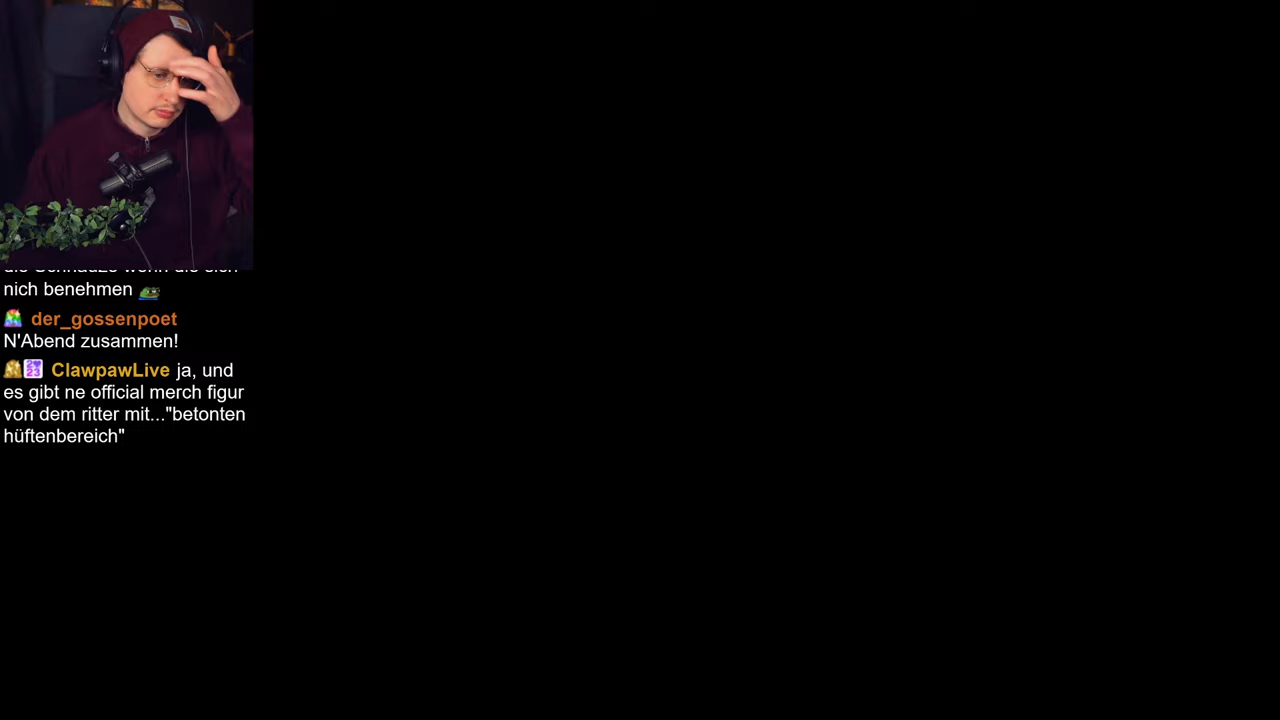 nich benehmen
der_gossenpoet
N'Abend zusammen!
ClawpawLive ja, und
es gibt ne official merch figur
von dem ritter mit..."betonten
hüftenbereich"